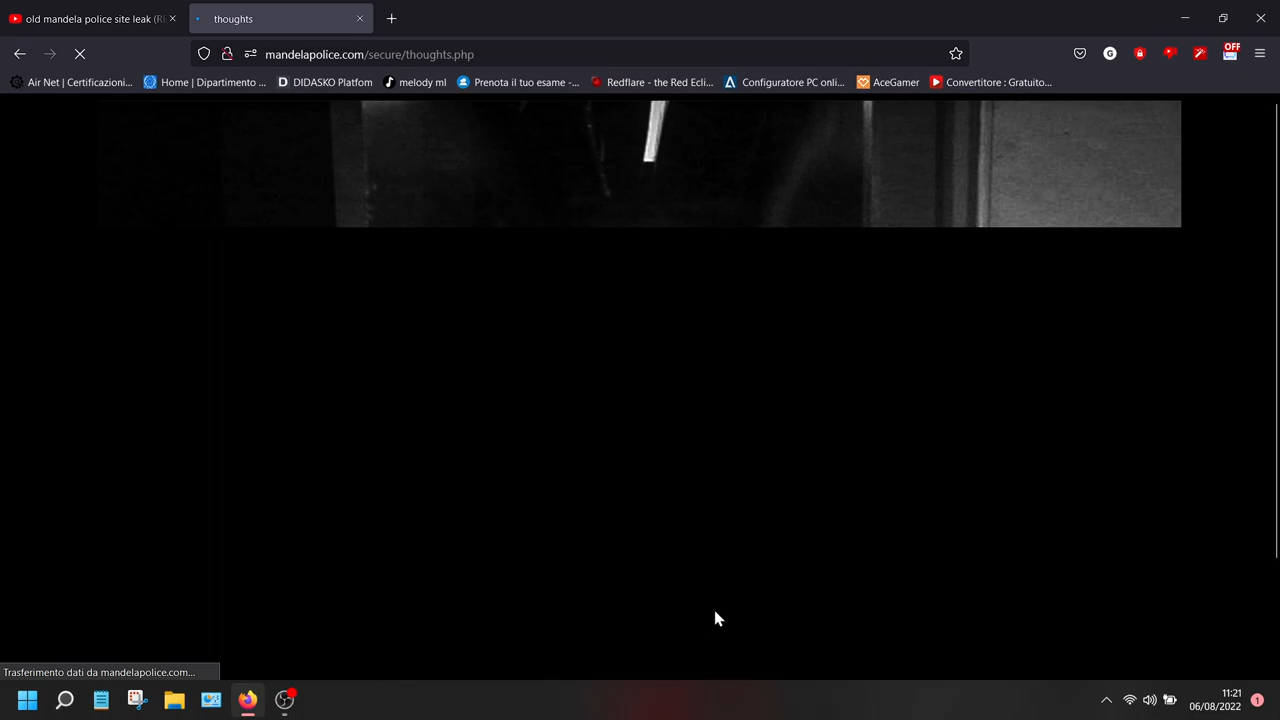 old mandela police site leak (RE
thoughts
mandelapolice.com/secure/thoughts.php
OFF
Air Net | Certificazioni...
Home | Dipartimento ...
DIDASKO Platfom
melody ml
Prenota il tuo esame -...
Redflare - the Red Ecli...
Configuratore PC onli...
AceGamer
Convertitore : Gratuito...
Trasferimento dati da mandelapolice.com...
11:21
06/08/2022
1